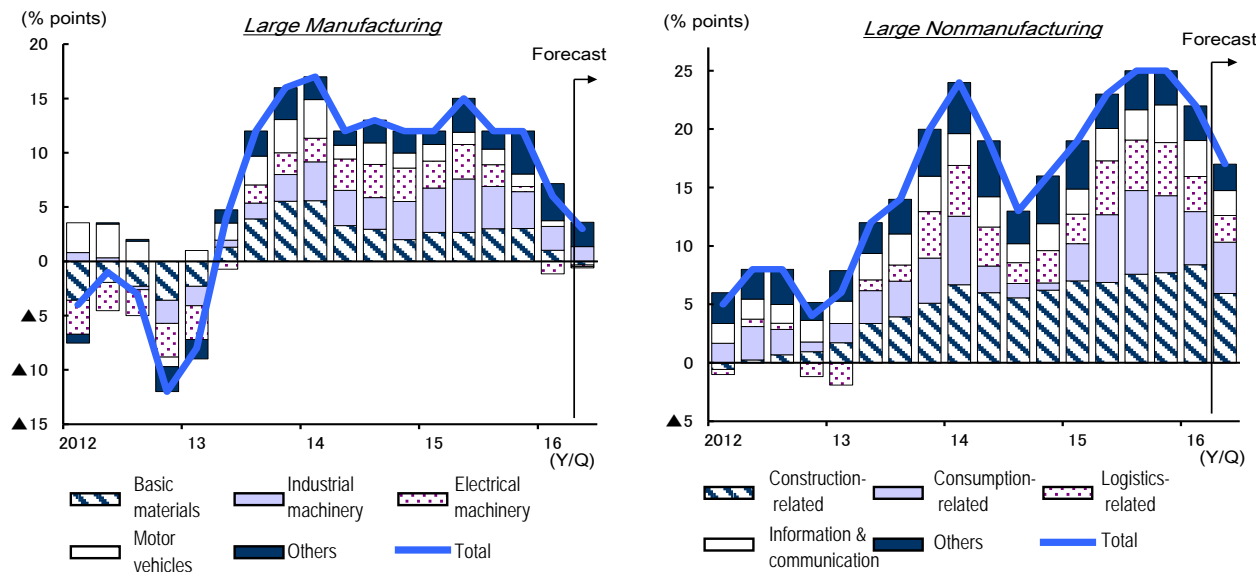 (% points)
Large Manufacturing
Forecast
20
15
10
5
0
▲5
▲10
▲15
2012 13 14 15 16
(Y/Q)
Basic materials
Industrial machinery
Electrical machinery
Motor vehicles
Others
Total
(% points)
Large Nonmanufacturing
Forecast
25
20
15
10
5
0
▲5
2012 13 14 15 16
(Y/Q)
Construction-
related
Consumption-
related
Logistics-
related
Information &
communication
Others
Total